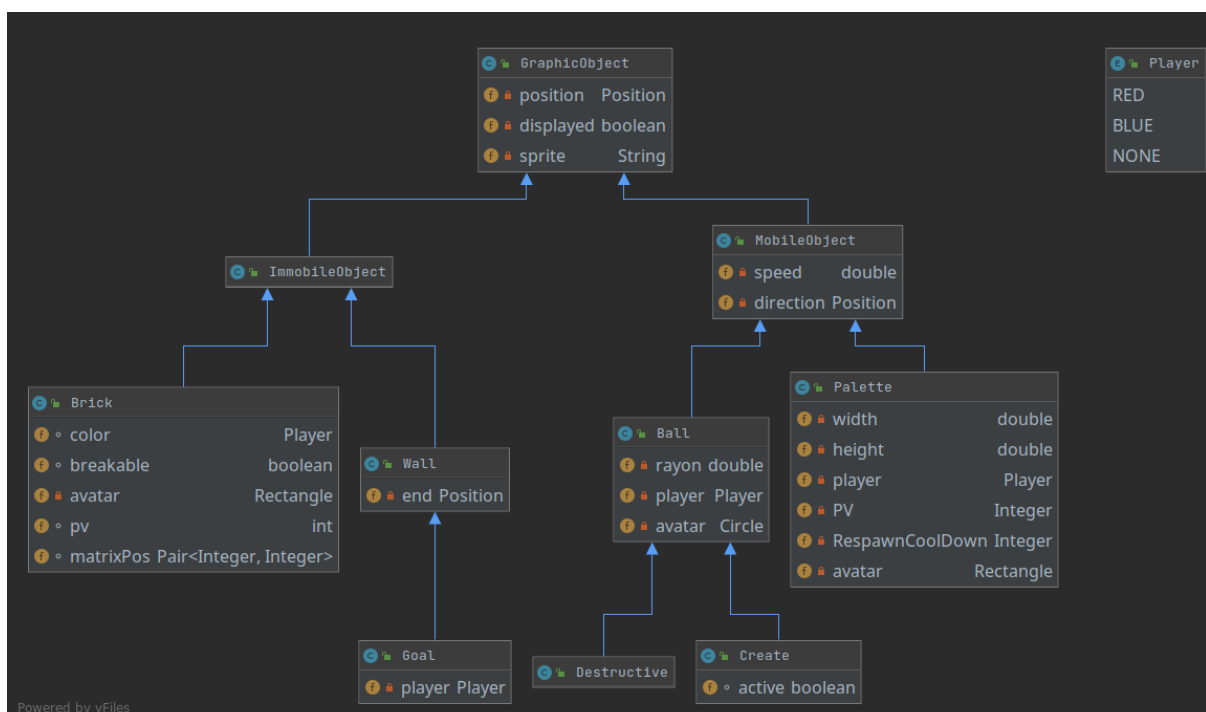 GraphicObject
position Position
displayed boolean
sprite String
Player
RED
BLUE
NONE
ImmobileObject
MobileObject
speed double
direction Position
Brick
color Player
breakable boolean
avatar Rectangle
pv int
matrixPos Pair<Integer, Integer>
Wall
end Position
Ball
rayon double
player Player
avatar Circle
Palette
width double
height double
player Player
PV Integer
RespawnCoolDown Integer
avatar Rectangle
Goal
player Player
Destructive
Create
active boolean
Powered by yFiles